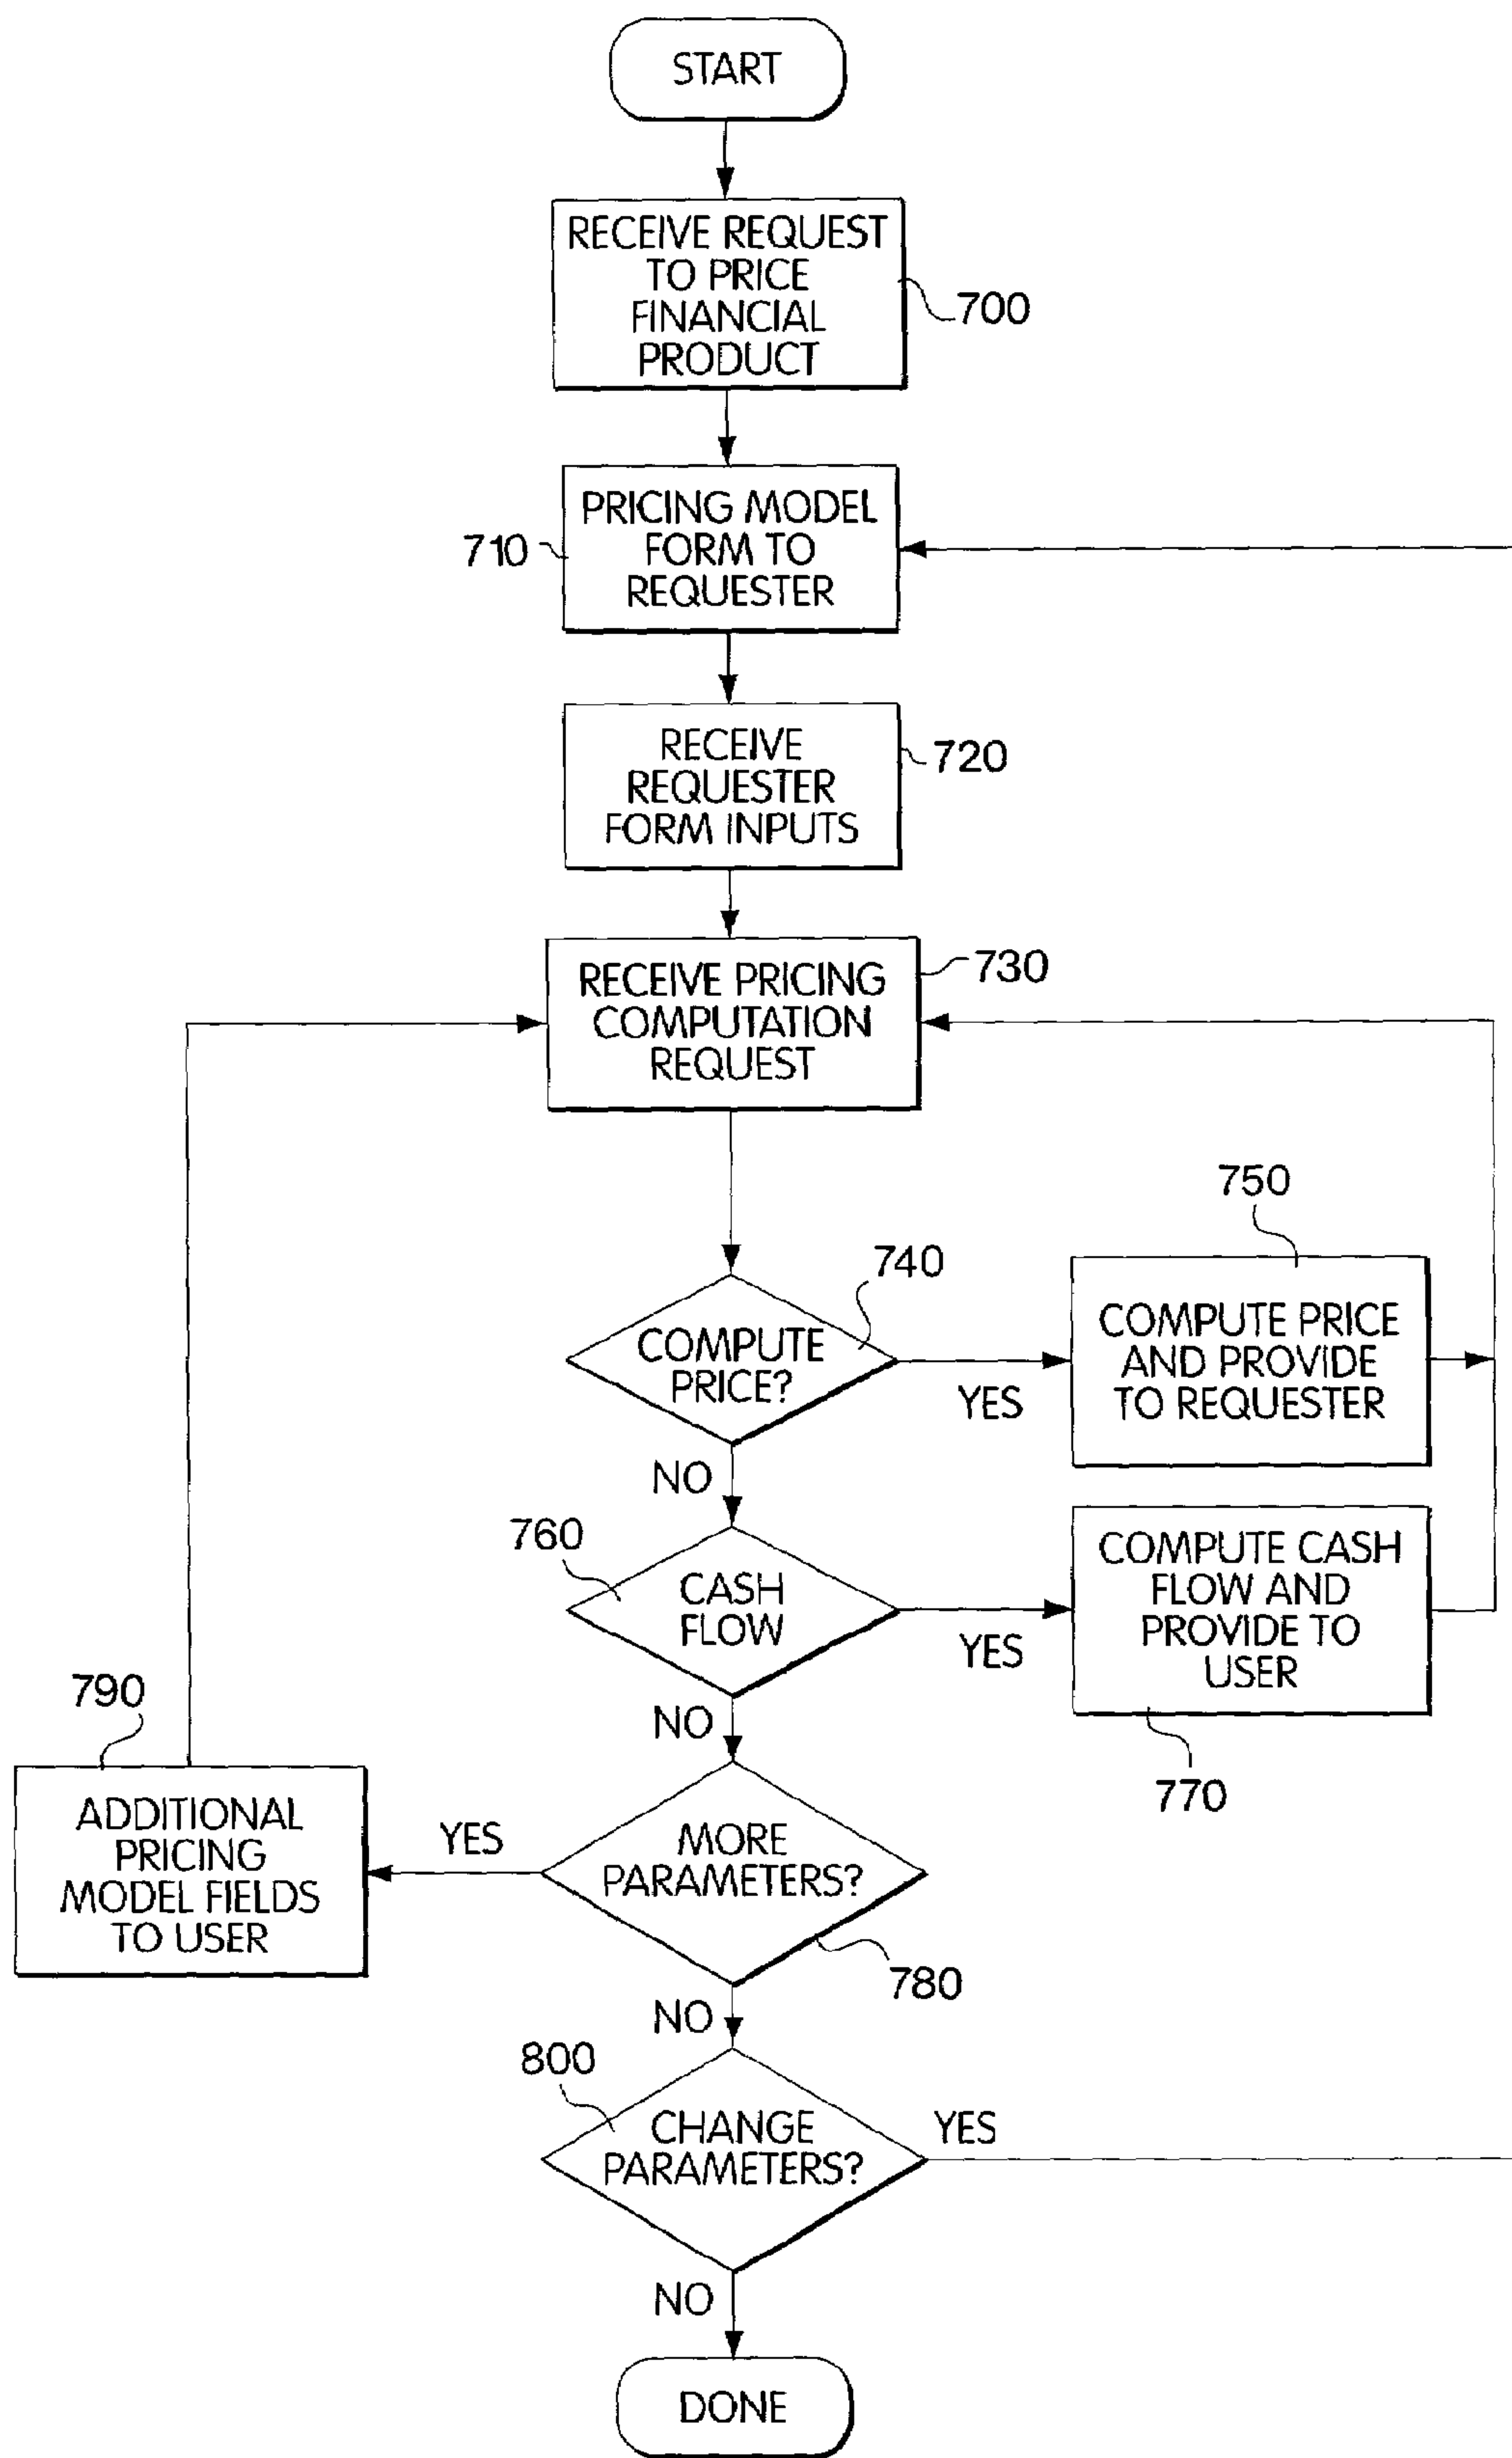 START
RECEIVE REQUEST
TO PRICE
FINANCIAL
PRODUCT
700
PRICING MODEL
FORM TO
REQUESTER
710
RECEIVE
REQUESTER
FORM INPUTS
720
RECEIVE PRICING
COMPUTATION
REQUEST
730
COMPUTE
PRICE?
740
YES
750
COMPUTE PRICE
AND PROVIDE
TO REQUESTER
NO
760
CASH
FLOW
YES
COMPUTE CASH
FLOW AND
PROVIDE TO
USER
770
NO
MORE
PARAMETERS?
780
YES
790
ADDITIONAL
PRICING
MODEL FIELDS
TO USER
NO
800
CHANGE
PARAMETERS?
YES
NO
DONE